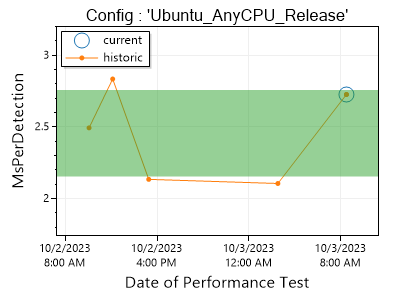 Config : 'Ubuntu_AnyCPU_Release'
current
historic
MsPerDetection
3
2.5
2
10/2/2023 10/2/2023 10/3/2023 10/3/2023
8:00 AM 4:00 PM 12:00 AM 8:00 AM
Date of Performance Test